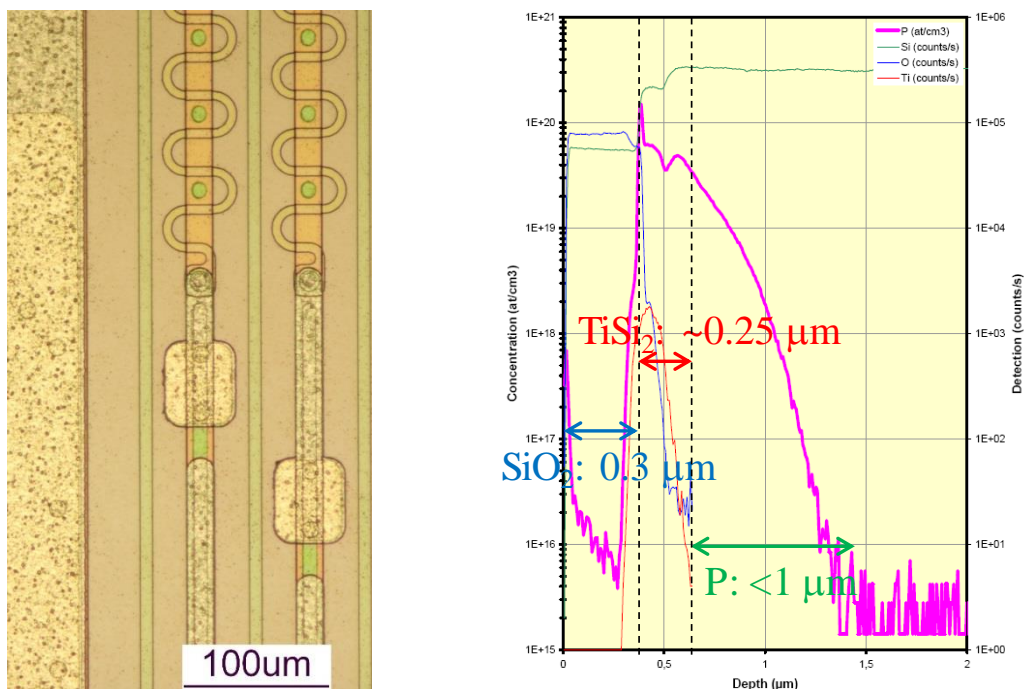 100um
1E+21
1E+20
1E+19
1E+18
1E+17
1E+16
1E+15
Concentration (at/cm3)
P (at/cm3)
Si (counts/s)
O (counts/s)
Ti (counts/s)
TiSi₂: ~0.25 µm
SiO₂: 0.3 µm
P: <1 µm
1E+06
1E+05
1E+04
1E+03
1E+02
1E+01
1E+00
Detection (counts/s)
0 0,5 1 1,5 2
Depth (µm)